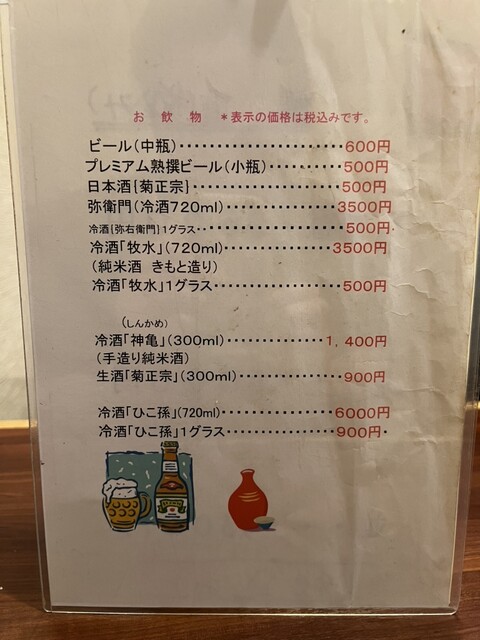 お 飲 物 *表示の価格は税込みです。
ビール(中瓶)・・・・・・・・・・・・・・・・・・・・・・・600円
プレミアム熟撰ビール(小瓶)・・・・・・・・・・500円
日本酒{菊正宗}・・・・・・・・・・・・・・・・・・・・・500円
弥衛門(冷酒720ml)・・・・・・・・・・・・・・・・3500円
冷酒{弥右衛門}1グラス・・・・・・・・・・・・・・・・・・500円・
冷酒「牧水」(720ml)・・・・・・・・・・・・・・・3500円
(純米酒 きもと造り)
冷酒「牧水」1グラス・・・・・・・・・・・・・・・・・・500円
(しんかめ)
冷酒「神亀」(300ml)・・・・・・・・・・・・・・1,400円
(手造り純米酒)
生酒「菊正宗」(300ml)・・・・・・・・・・・・・・・900円
冷酒「ひこ孫」(720ml)・・・・・・・・・・・・・・・・6000円
冷酒「ひこ孫」1グラス・・・・・・・・・・・・・・・・900円・